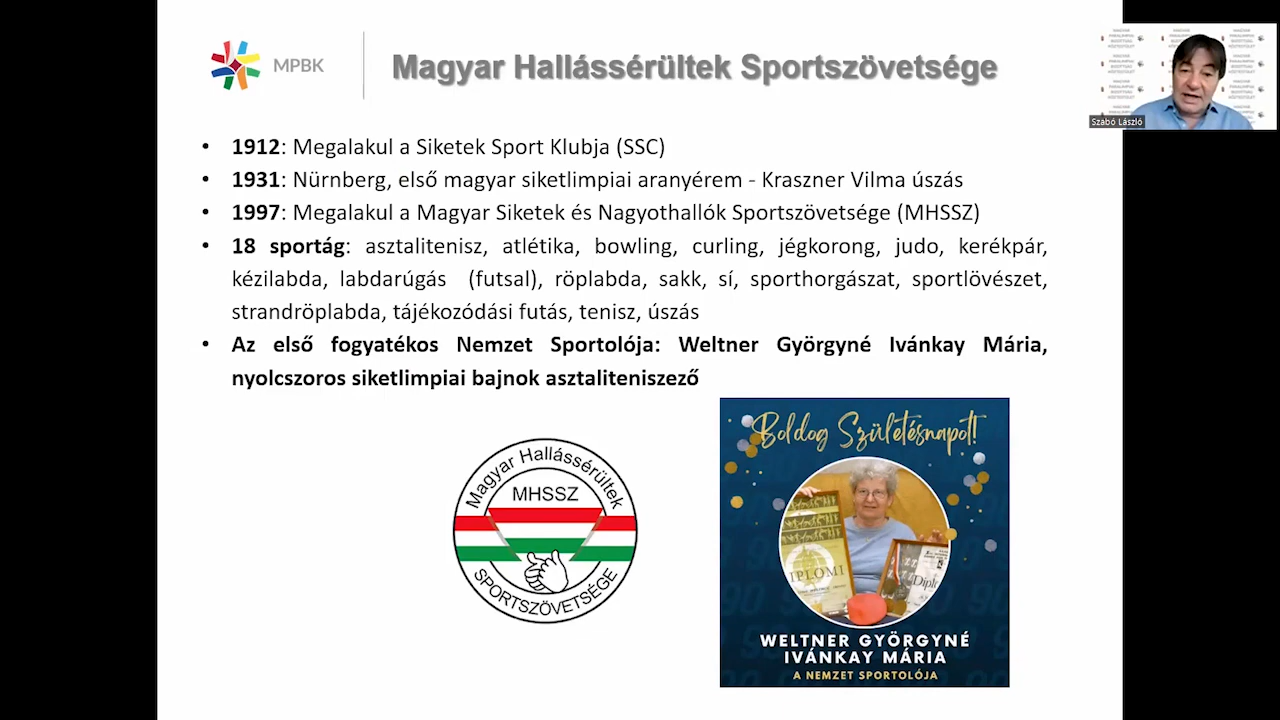 MPBK
Magyar Hallássérültek Sportszövetsége
• 1912: Megalakul a Siketek Sport Klubja (SSC)
• 1931: Nürnberg, első magyar siketlimpiai aranyérem - Kraszner Vilma úszás
• 1997: Megalakul a Magyar Siketek és Nagyothallók Sportszövetsége (MHSSZ)
• 18 sportág: asztalitenisz, atlétika, bowling, curling, jégkorong, judo, kerékpár,
kézilabda, labdarúgás (futsal), röplabda, sakk, sí, sporthorgászat, sportlövészet,
strandröplabda, tájékozódási futás, tenisz, úszás
• Az első fogyatékos Nemzet Sportolója: Weltner Györgyné Ivánkay Mária,
nyolcszoros siketlimpiai bajnok asztaliteniszező
Magyar Hallássérültek
MHSSZ
SPORTSZÖVETSÉGE
Boldog Születésnapot!
WELTNER GYÖRGYNÉ
IVÁNKAY MÁRIA
A NEMZET SPORTOLÓJA
Szabó László